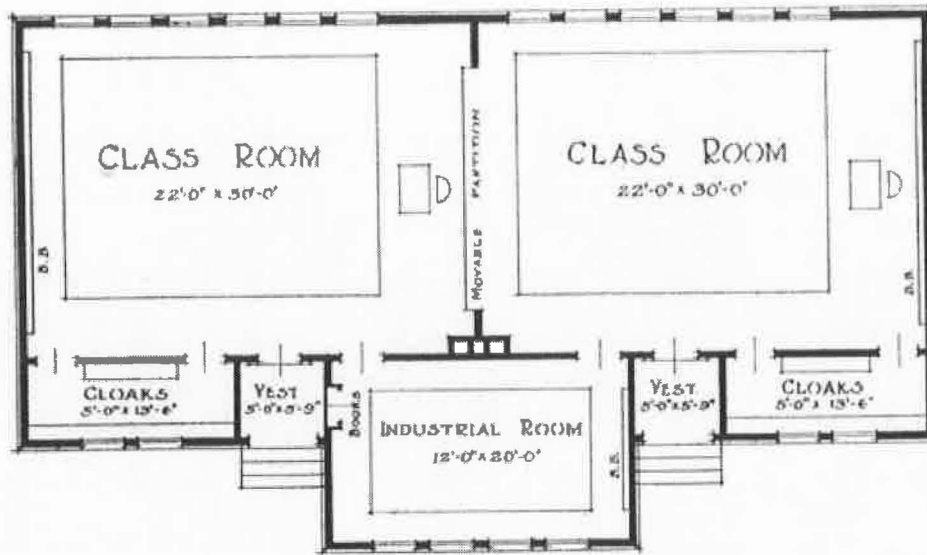 CLASS ROOM
22'-0" x 30'-0"
CLASS ROOM
22'-0" x 30'-0"
MOVABLE PARTITION
B.B.
B.B.
CLOAKS
5'-0" x 13'-6"
VEST.
5'-0" x 5'-9"
BOOKS
INDUSTRIAL ROOM
12'-0" x 20'-0"
B.B.
VEST.
5'-0" x 5'-9"
CLOAKS
5'-0" x 13'-6"